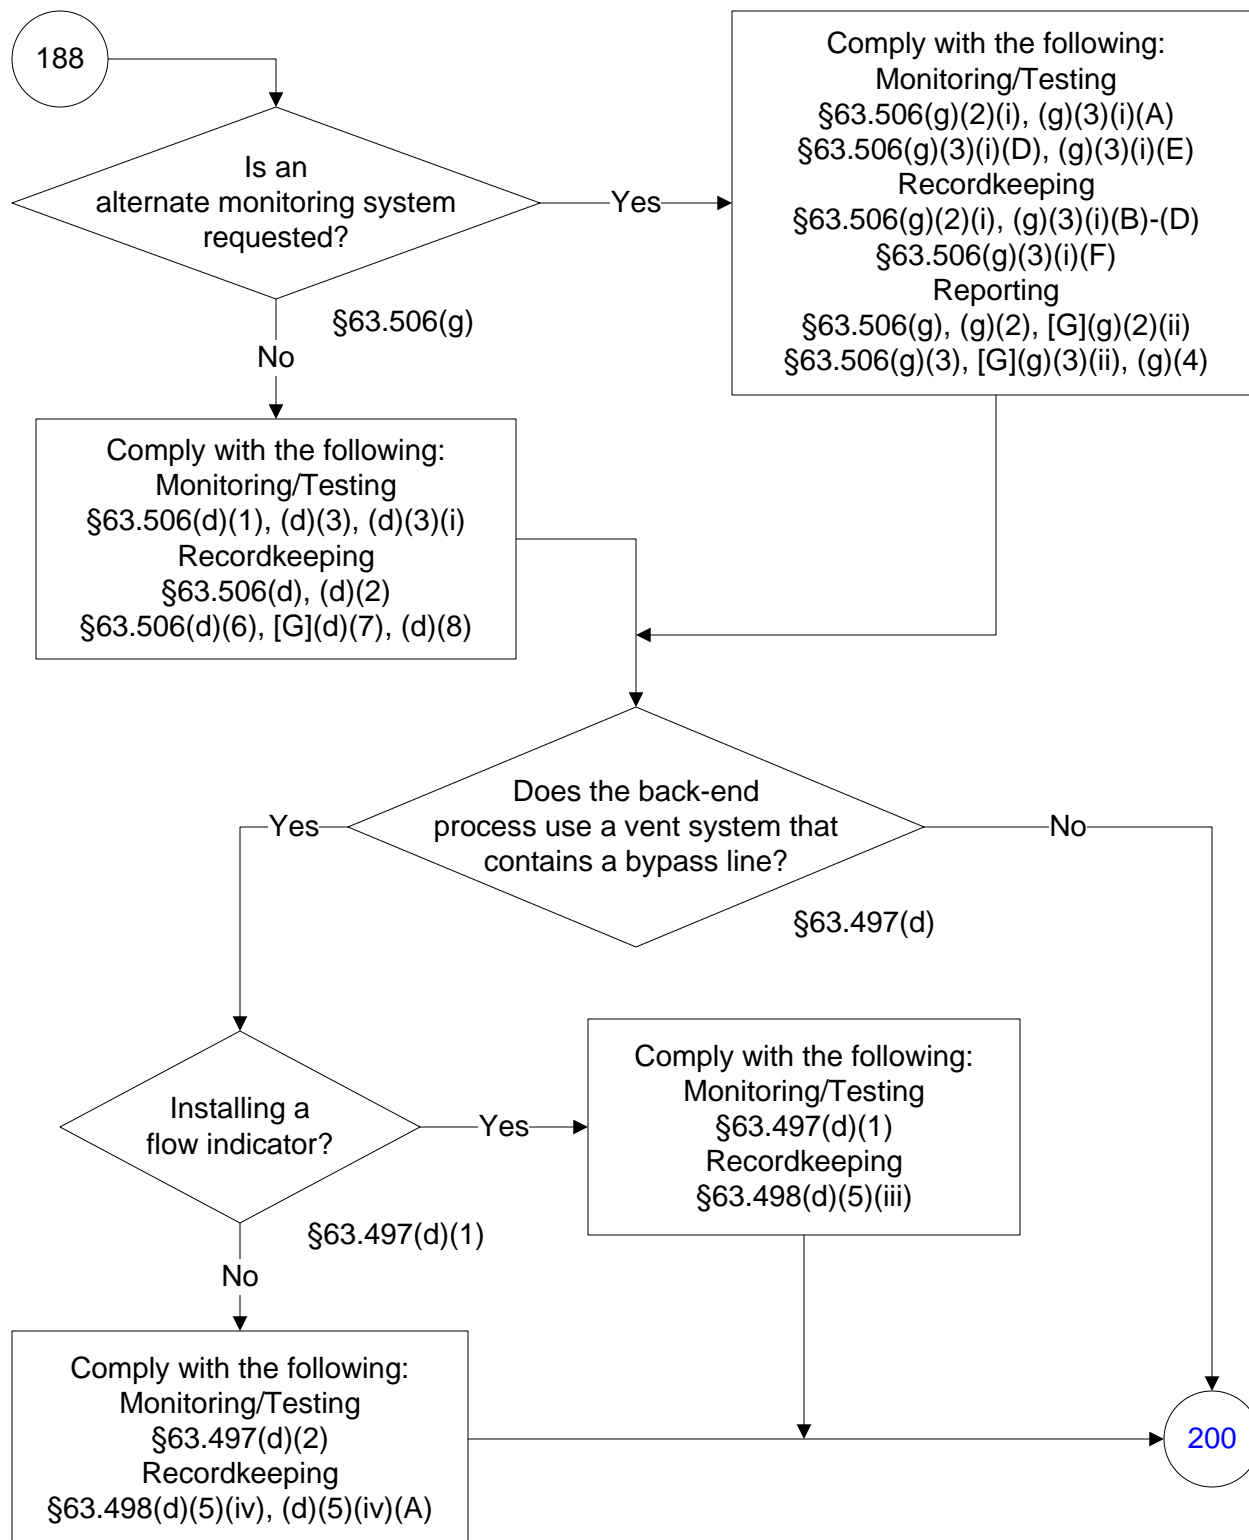 188
Is an
alternate monitoring system
requested?
§63.506(g)
Yes
Comply with the following:
Monitoring/Testing
§63.506(g)(2)(i), (g)(3)(i)(A)
§63.506(g)(3)(i)(D), (g)(3)(i)(E)
Recordkeeping
§63.506(g)(2)(i), (g)(3)(i)(B)-(D)
§63.506(g)(3)(i)(F)
Reporting
§63.506(g), (g)(2), [G](g)(2)(ii)
§63.506(g)(3), [G](g)(3)(ii), (g)(4)
No
Comply with the following:
Monitoring/Testing
§63.506(d)(1), (d)(3), (d)(3)(i)
Recordkeeping
§63.506(d), (d)(2)
§63.506(d)(6), [G](d)(7), (d)(8)
Does the back-end
process use a vent system that
contains a bypass line?
§63.497(d)
Yes
No
Installing a
flow indicator?
§63.497(d)(1)
Yes
Comply with the following:
Monitoring/Testing
§63.497(d)(1)
Recordkeeping
§63.498(d)(5)(iii)
No
Comply with the following:
Monitoring/Testing
§63.497(d)(2)
Recordkeeping
§63.498(d)(5)(iv), (d)(5)(iv)(A)
200